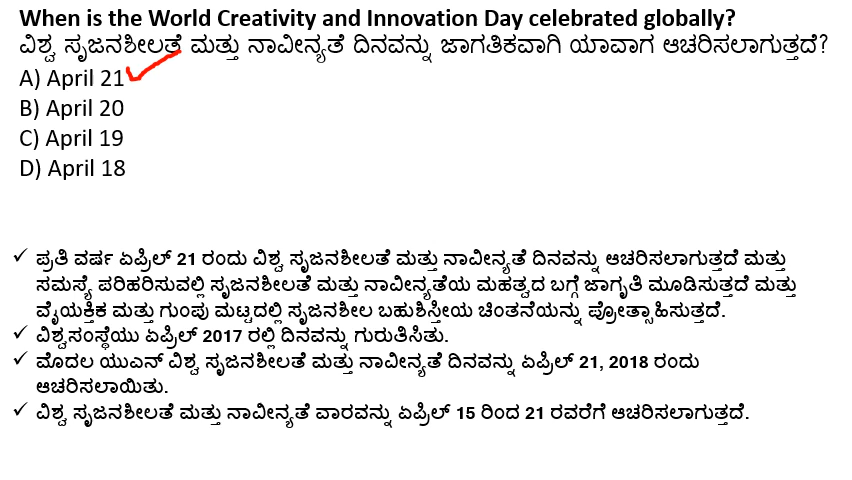 When is the World Creativity and Innovation Day celebrated globally?
ವಿಶ್ವ ಸೃಜನಶೀಲತೆ ಮತ್ತು ನಾವೀನ್ಯತೆ ದಿನವನ್ನು ಜಾಗತಿಕವಾಗಿ ಯಾವಾಗ ಆಚರಿಸಲಾಗುತ್ತದೆ?
A) April 21
B) April 20
C) April 19
D) April 18
✓ ಪ್ರತಿ ವರ್ಷ ಏಪ್ರಿಲ್ 21 ರಂದು ವಿಶ್ವ ಸೃಜನಶೀಲತೆ ಮತ್ತು ನಾವೀನ್ಯತೆ ದಿನವನ್ನು ಆಚರಿಸಲಾಗುತ್ತದೆ ಮತ್ತು
ಸಮಸ್ಯೆ ಪರಿಹರಿಸುವಲ್ಲಿ ಸೃಜನಶೀಲತೆ ಮತ್ತು ನಾವೀನ್ಯತೆಯ ಮಹತ್ವದ ಬಗ್ಗೆ ಜಾಗೃತಿ ಮೂಡಿಸುತ್ತದೆ ಮತ್ತು
ವೈಯಕ್ತಿಕ ಮತ್ತು ಗುಂಪು ಮಟ್ಟದಲ್ಲಿ ಸೃಜನಶೀಲ ಬಹುಶಿಸ್ತೀಯ ಚಿಂತನೆಯನ್ನು ಪ್ರೋತ್ಸಾಹಿಸುತ್ತದೆ.
✓ ವಿಶ್ವಸಂಸ್ಥೆಯು ಏಪ್ರಿಲ್ 2017 ರಲ್ಲಿ ದಿನವನ್ನು ಗುರುತಿಸಿತು.
✓ ಮೊದಲ ಯುಎನ್ ವಿಶ್ವ ಸೃಜನಶೀಲತೆ ಮತ್ತು ನಾವೀನ್ಯತೆ ದಿನವನ್ನು ಏಪ್ರಿಲ್ 21, 2018 ರಂದು
ಆಚರಿಸಲಾಯಿತು.
✓ ವಿಶ್ವ ಸೃಜನಶೀಲತೆ ಮತ್ತು ನಾವೀನ್ಯತೆ ವಾರವನ್ನು ಏಪ್ರಿಲ್ 15 ರಿಂದ 21 ರವರೆಗೆ ಆಚರಿಸಲಾಗುತ್ತದೆ.